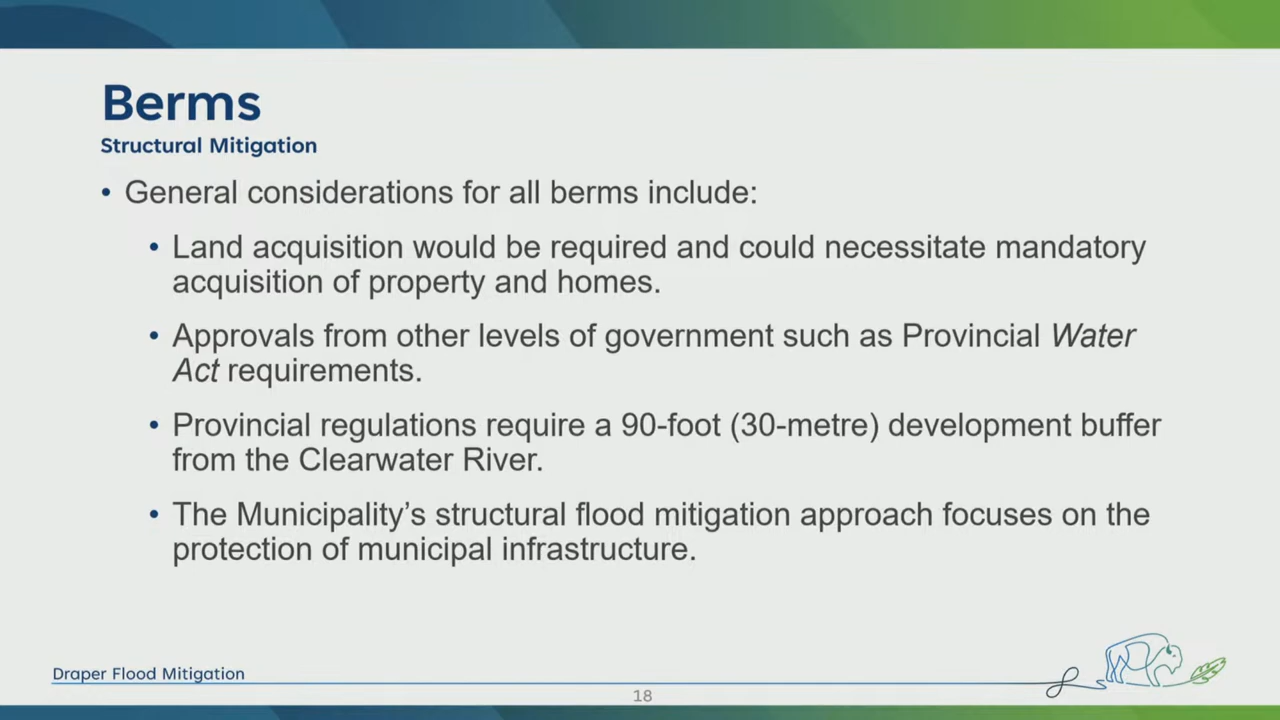 Berms
Structural Mitigation
• General considerations for all berms include:
• Land acquisition would be required and could necessitate mandatory
acquisition of property and homes.
• Approvals from other levels of government such as Provincial Water
Act requirements.
• Provincial regulations require a 90-foot (30-metre) development buffer
from the Clearwater River.
• The Municipality’s structural flood mitigation approach focuses on the
protection of municipal infrastructure.
Draper Flood Mitigation
18